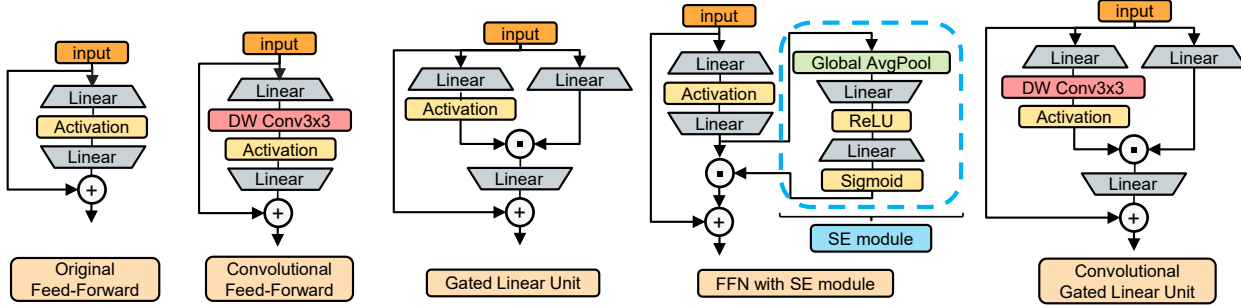 input
Linear
Activation
Linear
+
Original
Feed-Forward
input
Linear
DW Conv3x3
Activation
Linear
+
Convolutional
Feed-Forward
input
Linear
Linear
Activation
Linear
+
Gated Linear Unit
input
Linear
Activation
Linear
+
Global AvgPool
Linear
ReLU
Linear
Sigmoid
SE module
FFN with SE module
input
Linear
Linear
DW Conv3x3
Activation
Linear
+
Convolutional
Gated Linear Unit